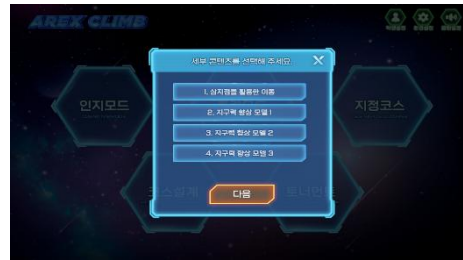 AREX CLIMB
세부 콘텐츠를 선택해 주세요
X
인지모드
지정코스
1. 삼지점을 활용한 이동
2. 지구력 향상 모델 1
3. 지구력 향상 모델 2
4. 지구력 향상 모델 3
다음